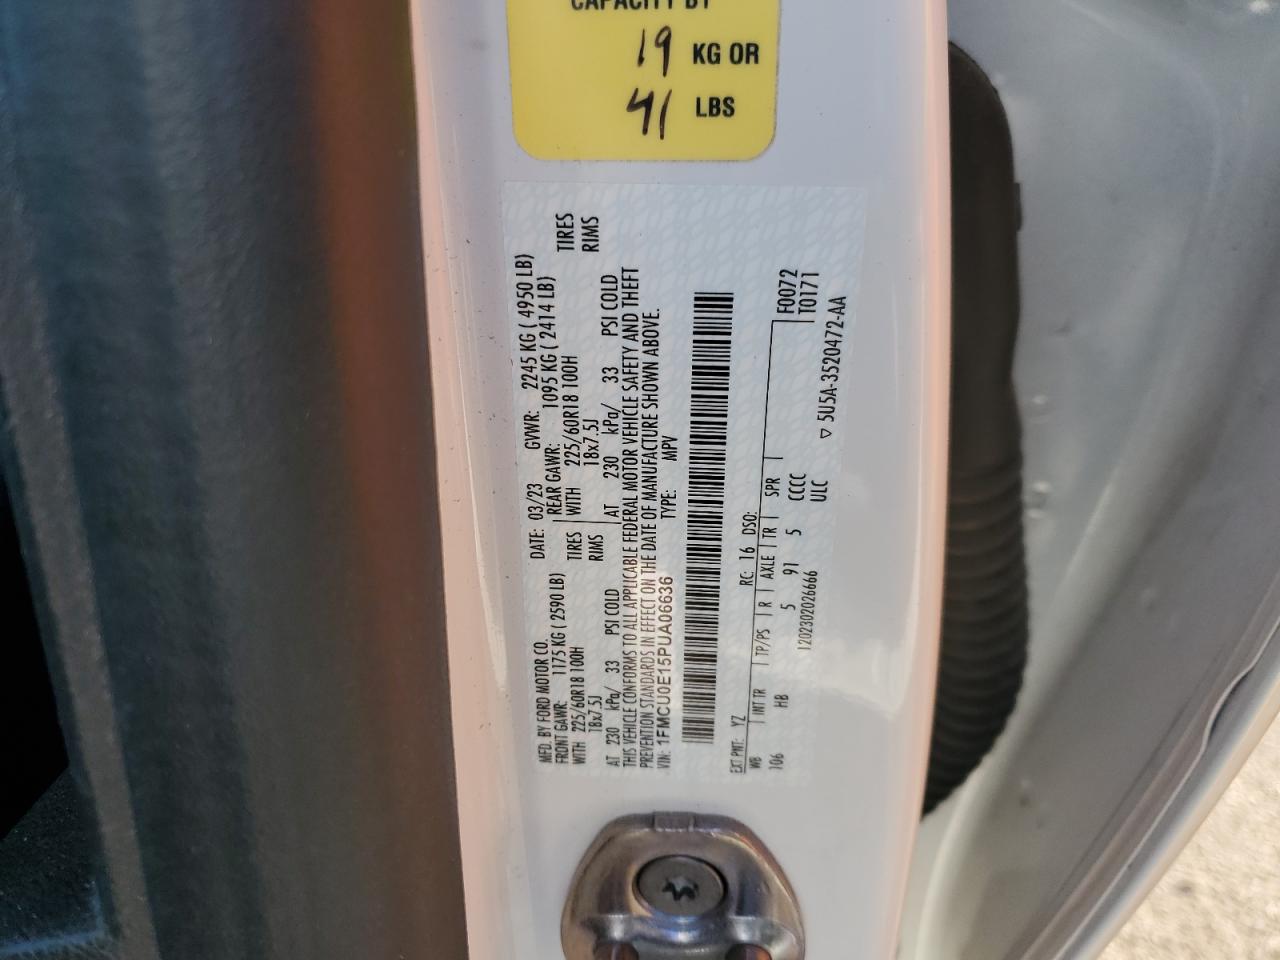 CAPACITY BY
19 KG OR
41 LBS
MFD. BY FORD MOTOR CO.
DATE: 03/23 GVWR: 2245 KG ( 4950 LB)
FRONT GAWR: 1175 KG ( 2590 LB) REAR GAWR: 1095 KG ( 2414 LB)
WITH 225/60R18 100H TIRES WITH 225/60R18 100H TIRES
18x7.5J RIMS 18x7.5J RIMS
AT 230 kPa/ 33 PSI COLD AT 230 kPa/ 33 PSI COLD
THIS VEHICLE CONFORMS TO ALL APPLICABLE FEDERAL MOTOR VEHICLE SAFETY AND THEFT
PREVENTION STANDARDS IN EFFECT ON THE DATE OF MANUFACTURE SHOWN ABOVE.
VIN: 1FMCU0E15PUA06636 TYPE: MPV
EXT PNT: YZ RC: 16 DSO: F0072
WB INT TR TP/PS R AXLE TR SPR T0171
106 HB 5 91 5 CCCC
1202302026666 ULC ▽ 5U5A-3520472-AA